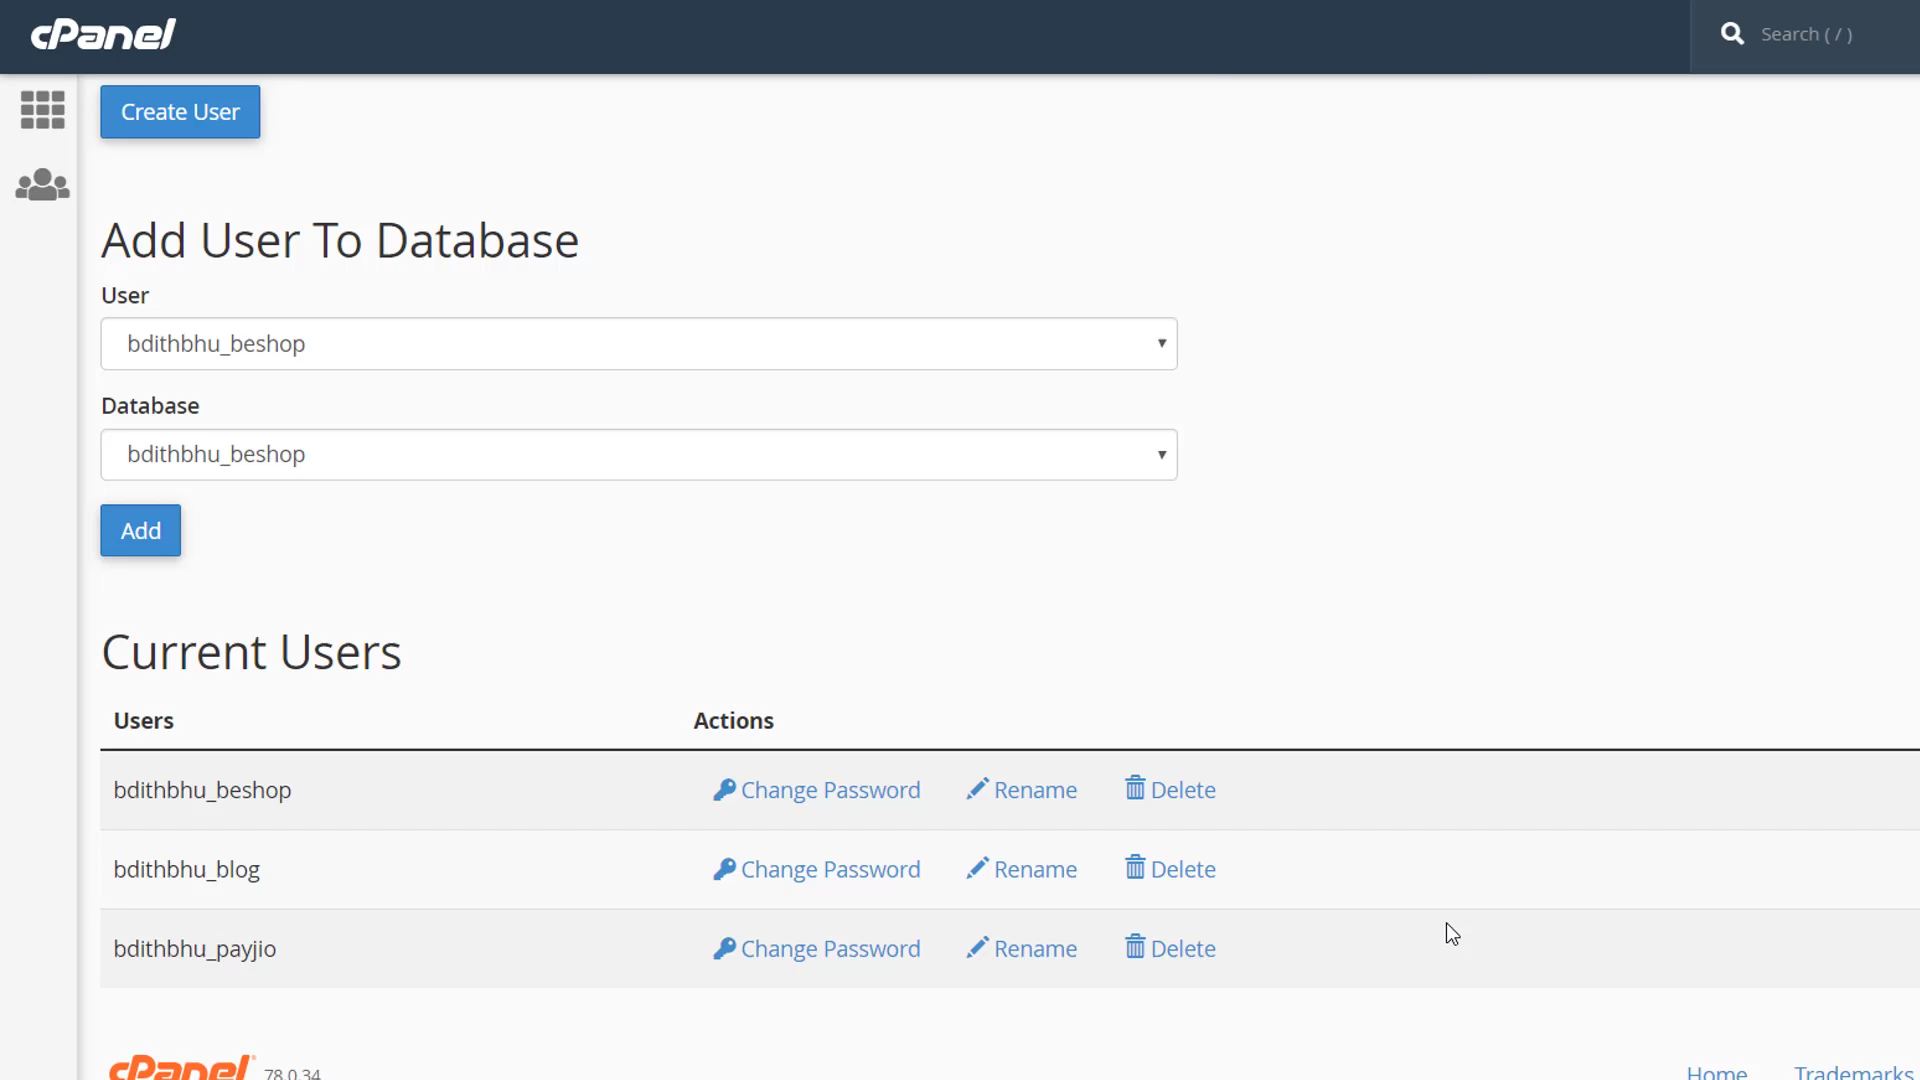 cPanel
Search ( / )
Create User
Add User To Database
User
bdithbhu_beshop
Database
bdithbhu_beshop
Add
Current Users
Users Actions
bdithbhu_beshop Change Password Rename Delete
bdithbhu_blog Change Password Rename Delete
bdithbhu_payjio Change Password Rename Delete
cPanel 78.0.34 Home Trademarks